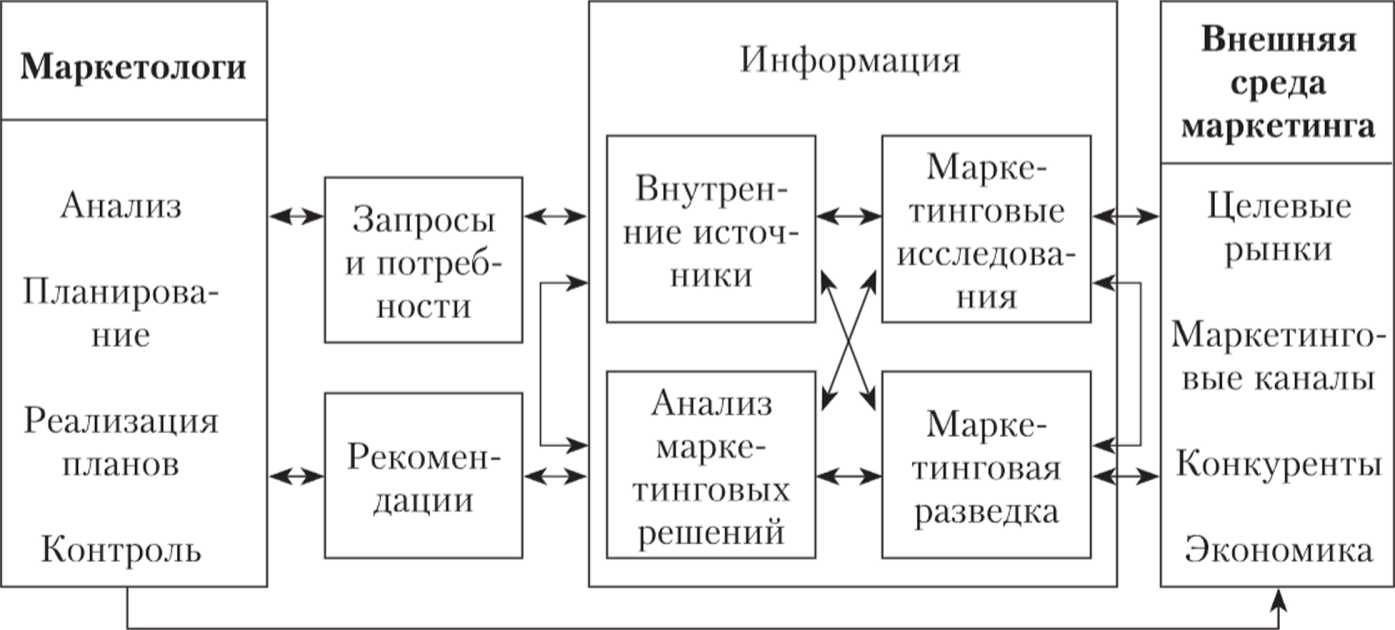 Маркетологи
Анализ
Планирова-
ние
Реализация
планов
Контроль
Запросы
и потреб-
ности
Рекомен-
дации
Информация
Внутрен-
ние источ-
ники
Марке-
тинговые
исследова-
ния
Анализ
марке-
тинговых
решений
Марке-
тинговая
разведка
Внешняя
среда
маркетинга
Целевые
рынки
Маркетинго-
вые каналы
Конкуренты
Экономика